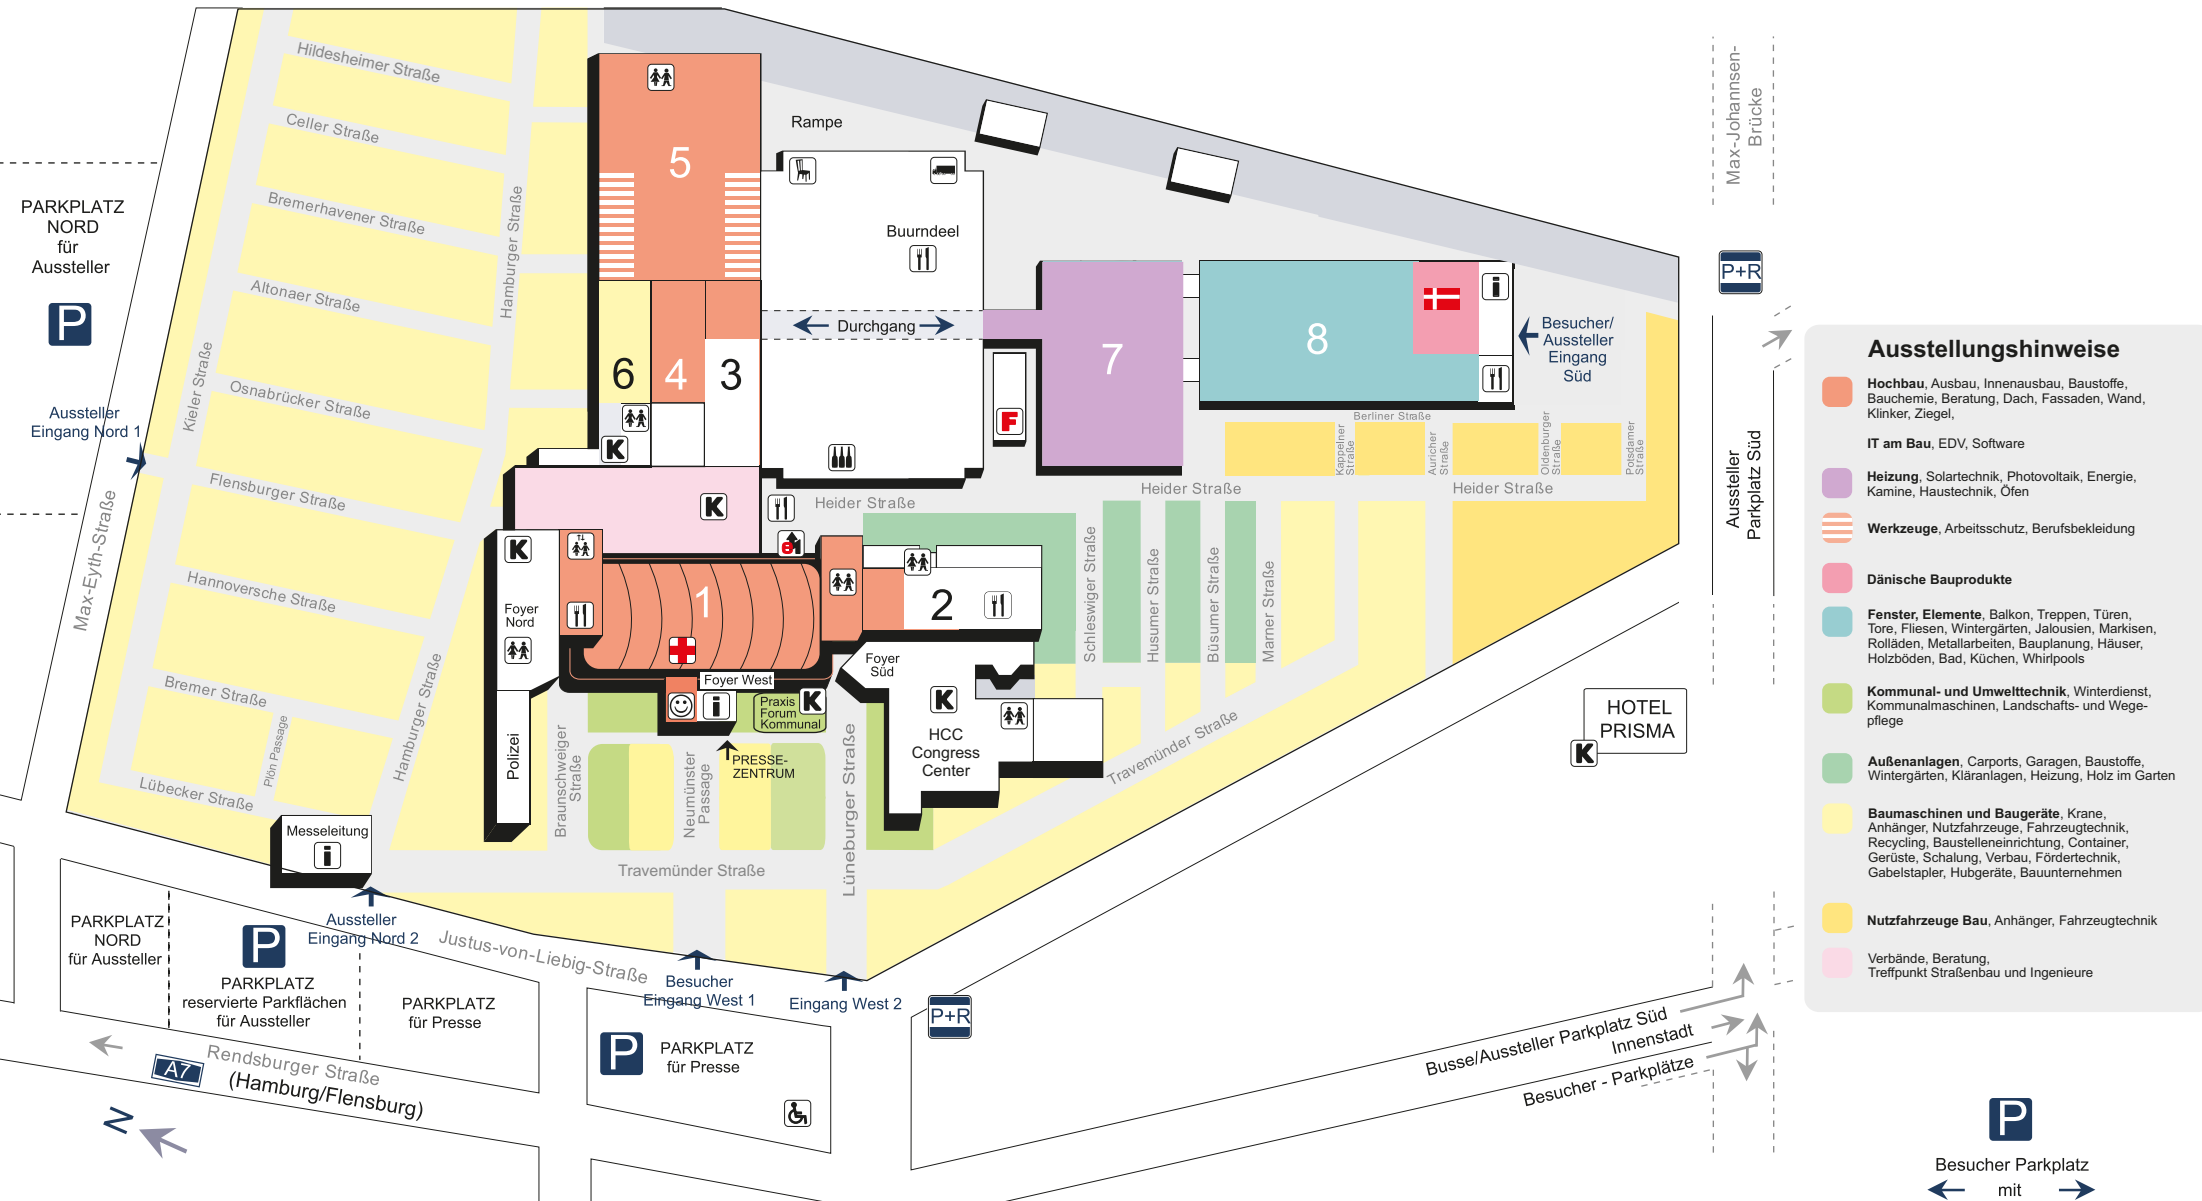 Hildesheimer Straße
Celler Straße
Bremerhavener Straße
Altonaer Straße
Osnabrücker Straße
Flensburger Straße
Hannoversche Straße
Bremer Straße
Plön Passage
Lübecker Straße
Kieler Straße
Hamburger Straße
Hamburger Straße
Max-Eyth-Straße
PARKPLATZ
NORD
für
Aussteller
P
Aussteller
Eingang Nord 1
5
Rampe
Buurndeel
Durchgang
6
4
3
7
8
K
F
Besucher/
Aussteller
Eingang
Süd
Berliner Straße
Kappelner
Straße
Auricher
Straße
Oldenburger
Straße
Potsdamer
Straße
Heider Straße
Heider Straße
Heider Straße
K
K
Foyer
Nord
1
2
Foyer
Süd
Foyer West
Praxis
Forum
Kommunal
K
K
HCC
Congress
Center
Polizei
PRESSE-
ZENTRUM
Braunschweiger
Straße
Neumünster
Passage
Lüneburger Straße
Schleswiger Straße
Husumer Straße
Büsumer Straße
Marner Straße
Travemünder Straße
Travemünder Straße
Messeleitung
i
i
i
Aussteller
Eingang Nord 2
Justus-von-Liebig-Straße
Besucher
Eingang West 1
Eingang West 2
P+R
PARKPLATZ
NORD
für Aussteller
P
PARKPLATZ
reservierte Parkflächen
für Aussteller
PARKPLATZ
für Presse
P
PARKPLATZ
für Presse
Rendsburger Straße
A7
(Hamburg/Flensburg)
N
Max-Johannsen-
Brücke
P+R
Aussteller
Parkplatz Süd
HOTEL
PRISMA
K
Busse/Aussteller Parkplatz Süd
Innenstadt
Besucher - Parkplätze
Ausstellungshinweise
Hochbau, Ausbau, Innenausbau, Baustoffe,
Bauchemie, Beratung, Dach, Fassaden, Wand,
Klinker, Ziegel,
IT am Bau, EDV, Software
Heizung, Solartechnik, Photovoltaik, Energie,
Kamine, Haustechnik, Öfen
Werkzeuge, Arbeitsschutz, Berufsbekleidung
Dänische Bauprodukte
Fenster, Elemente, Balkon, Treppen, Türen,
Tore, Fliesen, Wintergärten, Jalousien, Markisen,
Rolläden, Metallarbeiten, Bauplanung, Häuser,
Holzböden, Bad, Küchen, Whirlpools
Kommunal- und Umwelttechnik, Winterdienst,
Kommunalmaschinen, Landschafts- und Wege-
pflege
Außenanlagen, Carports, Garagen, Baustoffe,
Wintergärten, Kläranlagen, Heizung, Holz im Garten
Baumaschinen und Baugeräte, Krane,
Anhänger, Nutzfahrzeuge, Fahrzeugtechnik,
Recycling, Baustelleneinrichtung, Container,
Gerüste, Schalung, Verbau, Fördertechnik,
Gabelstapler, Hubgeräte, Bauunternehmen
Nutzfahrzeuge Bau, Anhänger, Fahrzeugtechnik
Verbände, Beratung,
Treffpunkt Straßenbau und Ingenieure
P
Besucher Parkplatz
mit